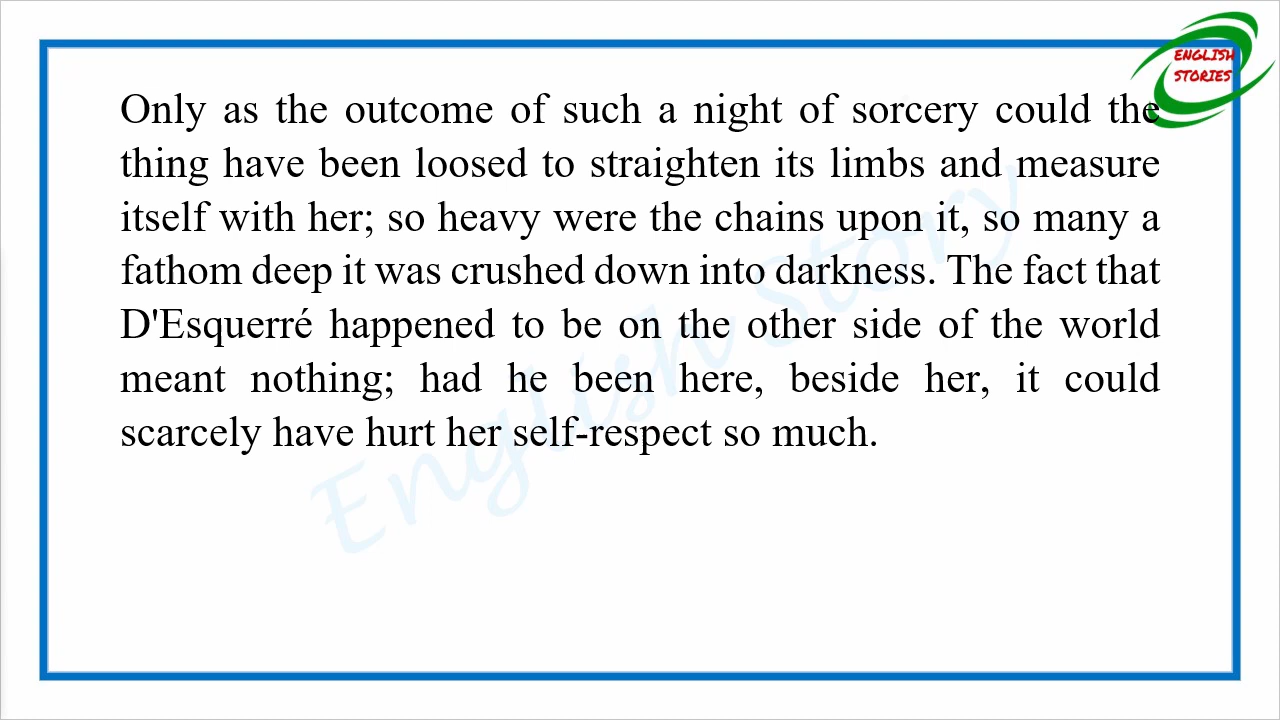 ENGLISH
STORIES
Only as the outcome of such a night of sorcery could the
thing have been loosed to straighten its limbs and measure
itself with her; so heavy were the chains upon it, so many a
fathom deep it was crushed down into darkness. The fact that
D'Esquerré happened to be on the other side of the world
meant nothing; had he been here, beside her, it could
scarcely have hurt her self-respect so much.
English Story